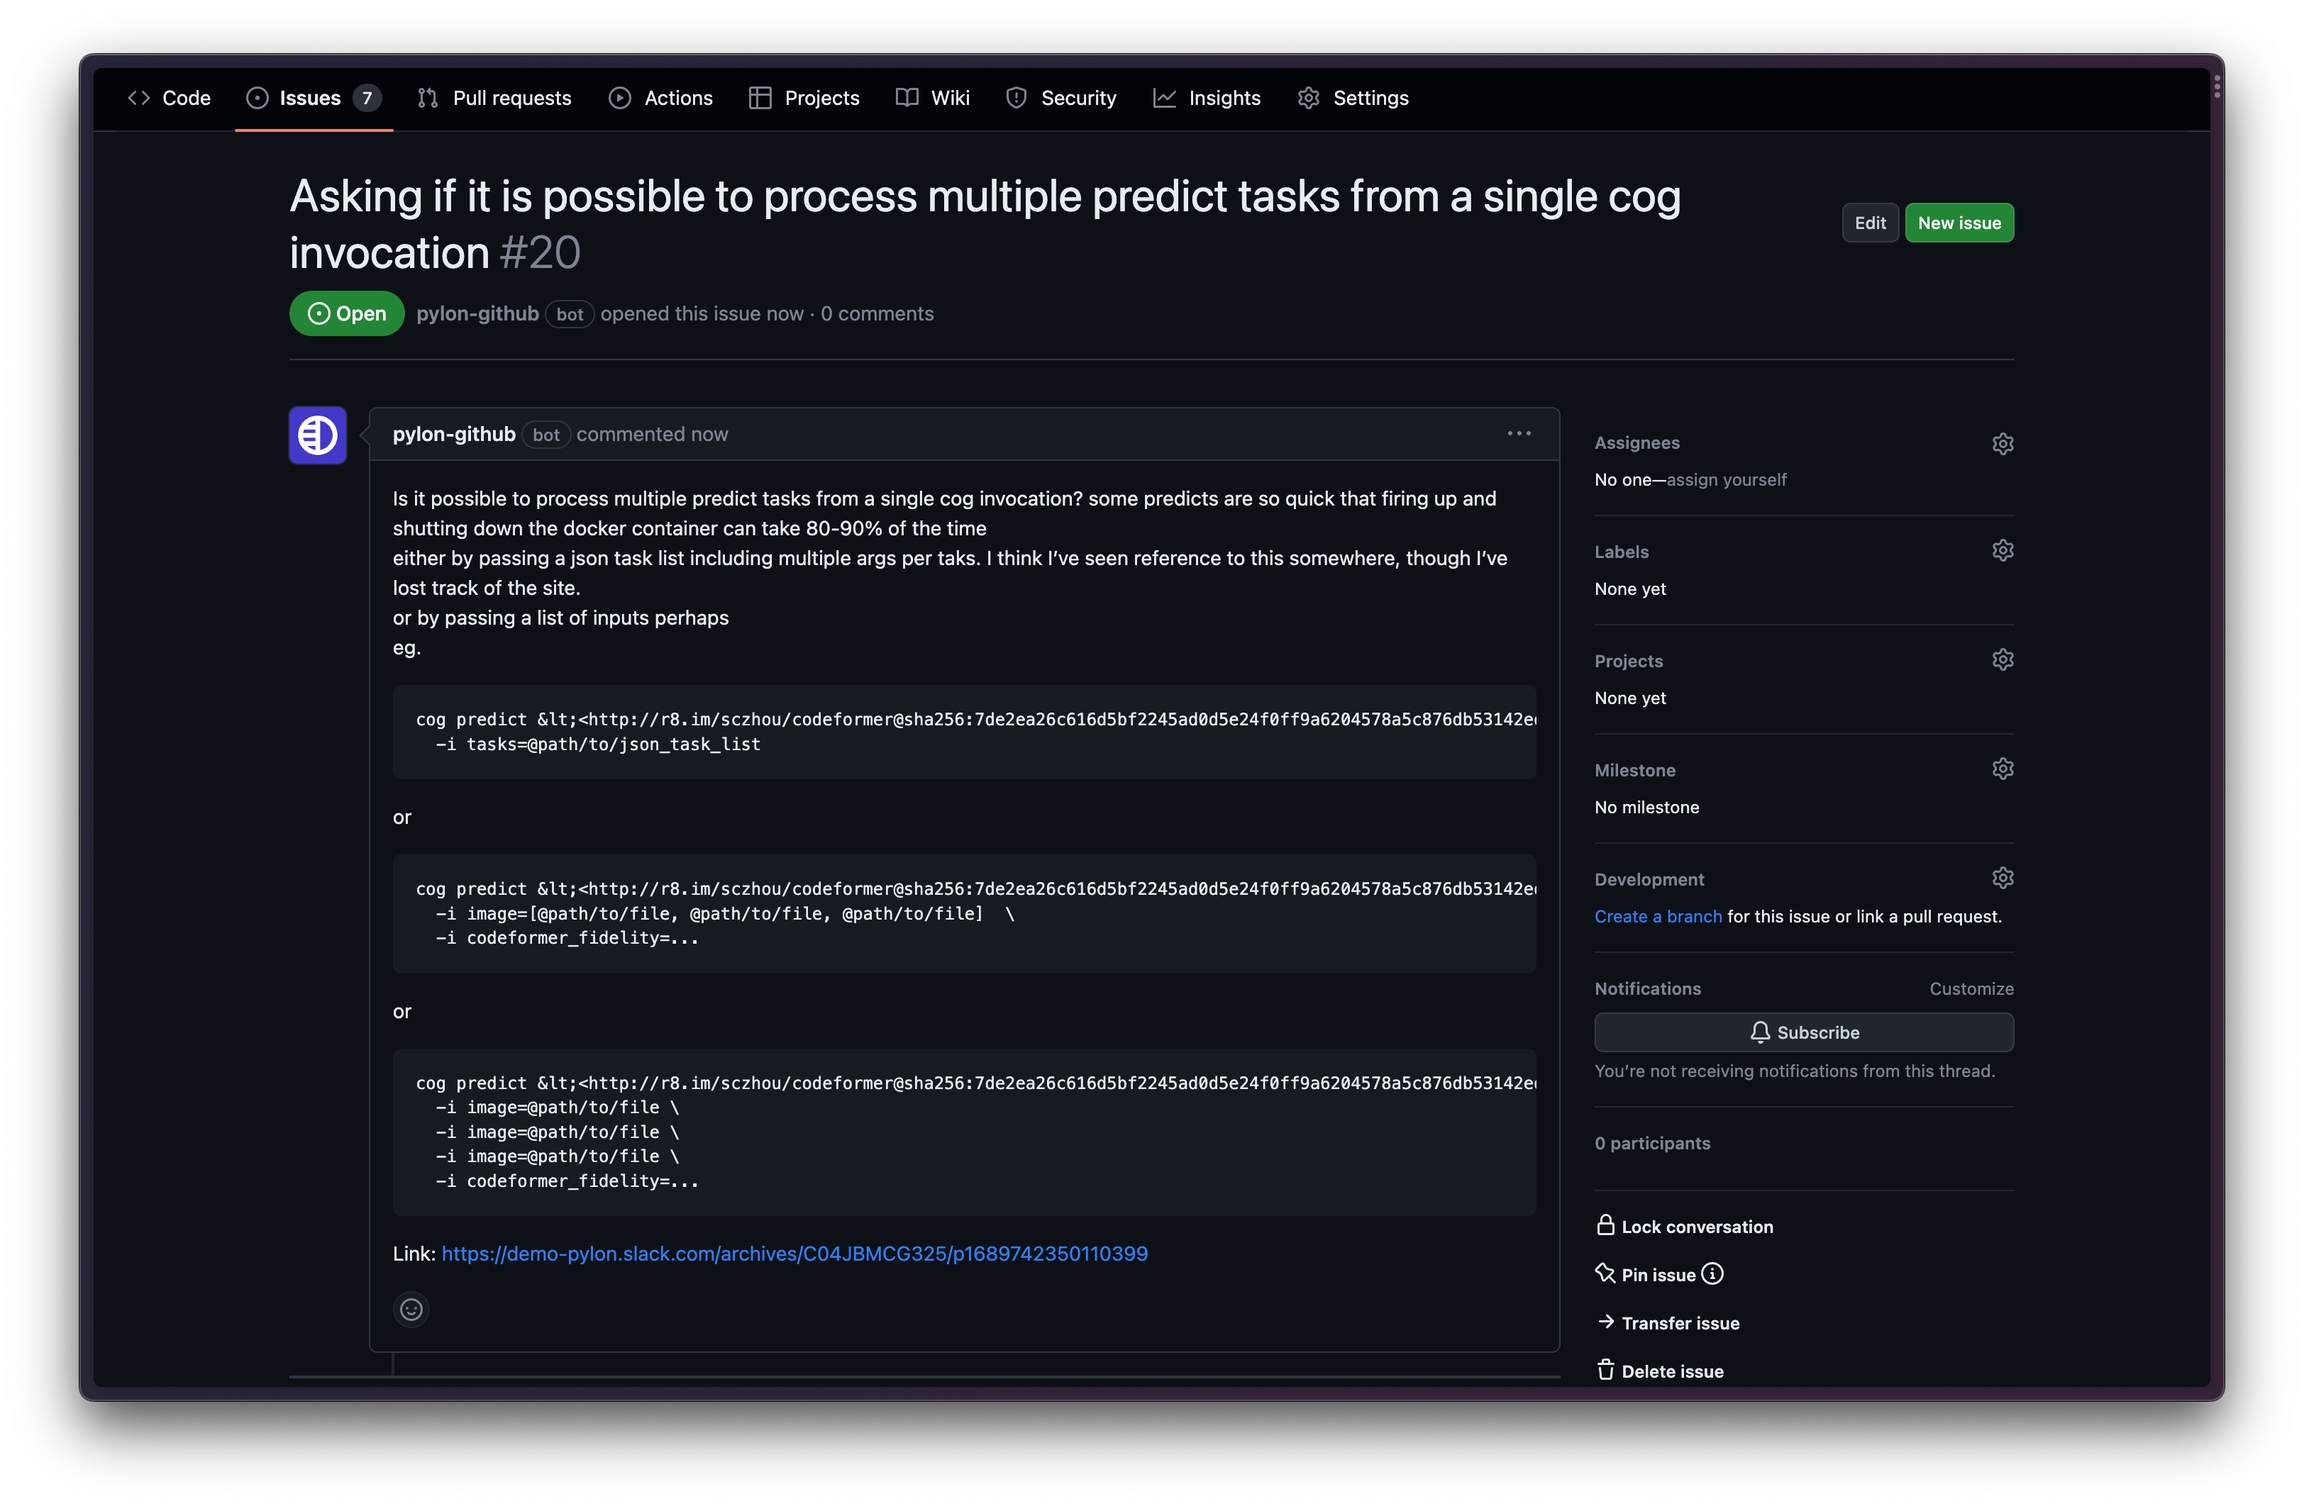 Code Issues 7 Pull requests Actions Projects Wiki Security Insights Settings
Asking if it is possible to process multiple predict tasks from a single cog
invocation #20
Edit New issue
Open pylon-github bot opened this issue now · 0 comments
pylon-github bot commented now
Is it possible to process multiple predict tasks from a single cog invocation? some predicts are so quick that firing up and
shutting down the docker container can take 80-90% of the time
either by passing a json task list including multiple args per taks. I think I’ve seen reference to this somewhere, though I’ve
lost track of the site.
or by passing a list of inputs perhaps
eg.
cog predict &lt;<http://r8.im/sczhou/codeformer@sha256:7de2ea26c616d5bf2245ad0d5e24f0ff9a6204578a5c876db53142e
-i tasks=@path/to/json_task_list
or
cog predict &lt;<http://r8.im/sczhou/codeformer@sha256:7de2ea26c616d5bf2245ad0d5e24f0ff9a6204578a5c876db53142e
-i image=[@path/to/file, @path/to/file, @path/to/file] \
-i codeformer_fidelity=...
or
cog predict &lt;<http://r8.im/sczhou/codeformer@sha256:7de2ea26c616d5bf2245ad0d5e24f0ff9a6204578a5c876db53142e
-i image=@path/to/file \
-i image=@path/to/file \
-i image=@path/to/file \
-i codeformer_fidelity=...
Link: https://demo-pylon.slack.com/archives/C04JBMCG325/p1689742350110399
Assignees
No one—assign yourself
Labels
None yet
Projects
None yet
Milestone
No milestone
Development
Create a branch for this issue or link a pull request.
Notifications Customize
Subscribe
You’re not receiving notifications from this thread.
0 participants
Lock conversation
Pin issue
Transfer issue
Delete issue